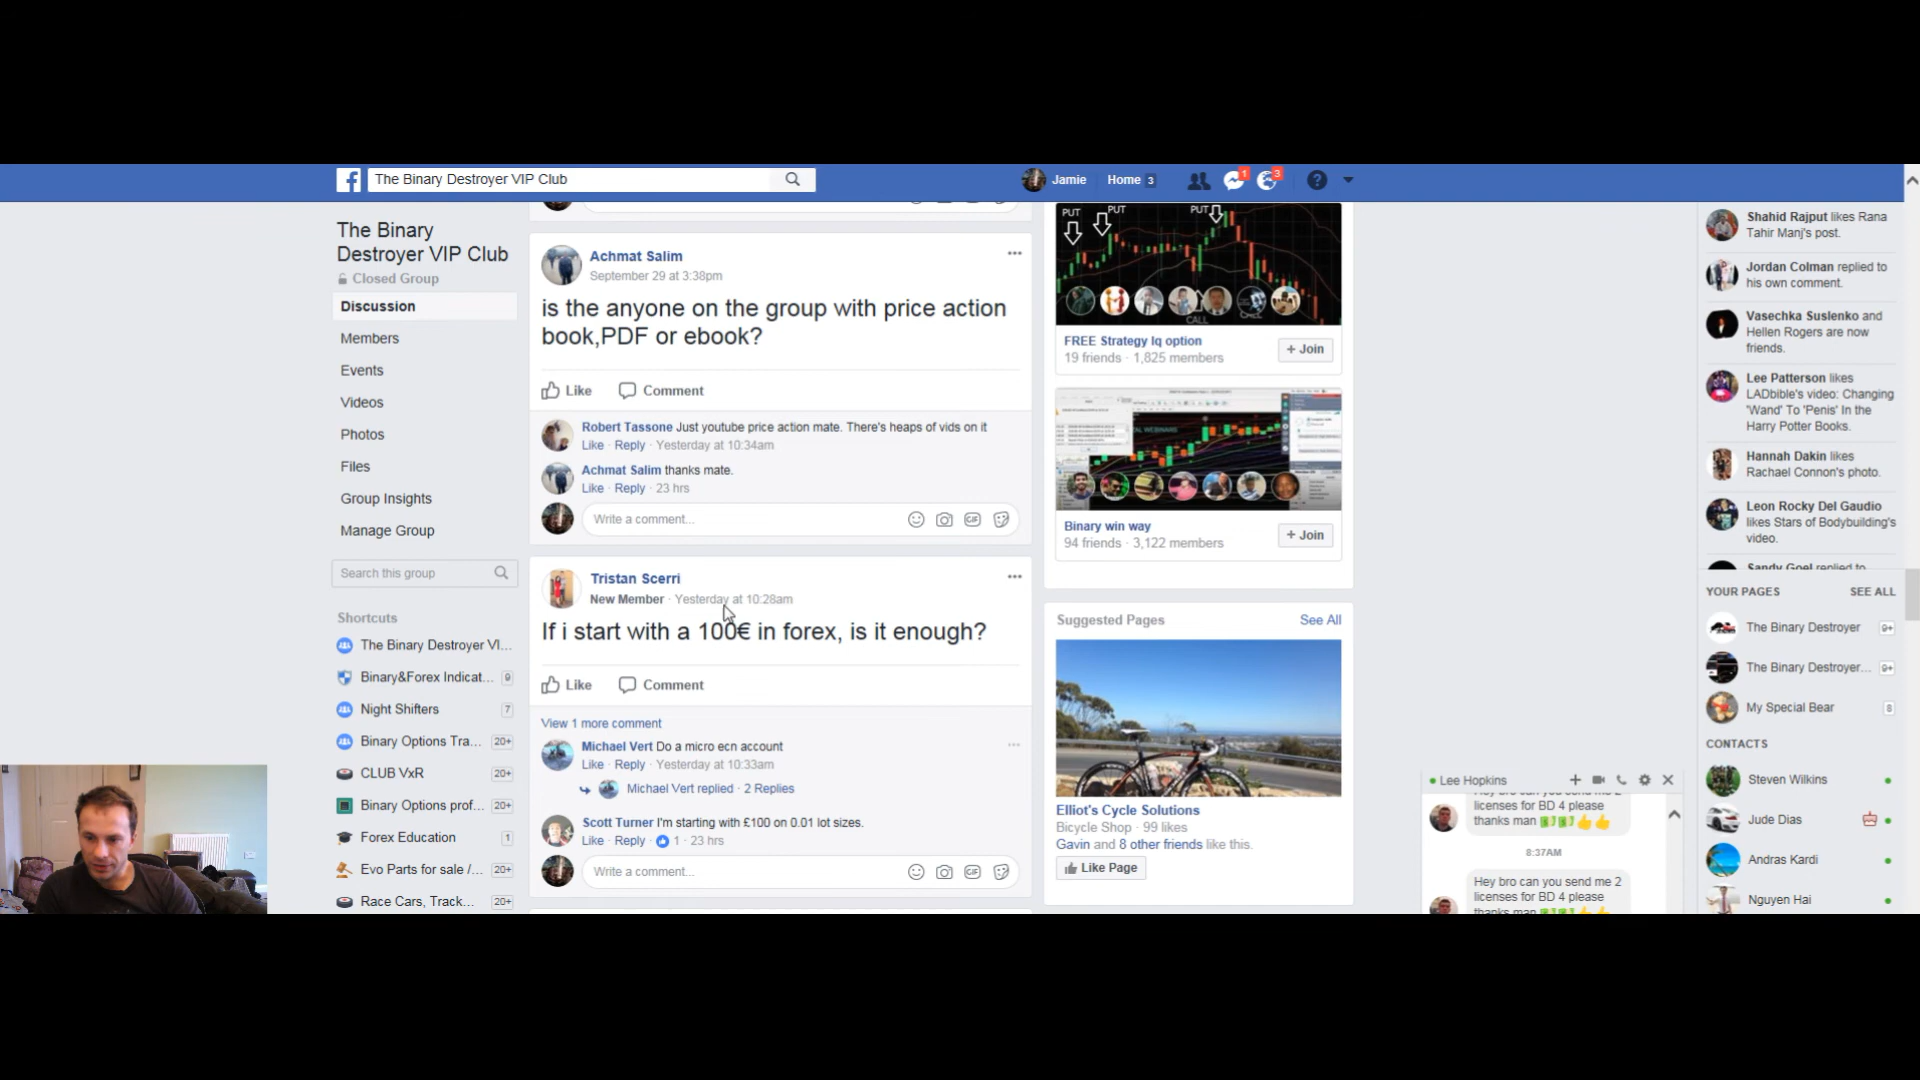 The Binary Destroyer VIP Club
Jamie
Home 3
1
3
The Binary
Destroyer VIP Club
Closed Group
Discussion
Members
Events
Videos
Photos
Files
Group Insights
Manage Group
Search this group
Shortcuts
The Binary Destroyer VI...
Binary&Forex Indicat... 9
Night Shifters 7
Binary Options Tra... 20+
CLUB VxR 20+
Binary Options prof... 20+
Forex Education 1
Evo Parts for sale /... 20+
Race Cars, Track... 20+
Achmat Salim
September 29 at 3:38pm
is the anyone on the group with price action
book,PDF or ebook?
Like Comment
Robert Tassone Just youtube price action mate. There's heaps of vids on it
Like · Reply · Yesterday at 10:34am
Achmat Salim thanks mate.
Like · Reply · 23 hrs
Write a comment...
GIF
Tristan Scerri
New Member · Yesterday at 10:28am
If i start with a 100€ in forex, is it enough?
Like Comment
View 1 more comment
Michael Vert Do a micro ecn account
Like · Reply · Yesterday at 10:33am
Michael Vert replied · 2 Replies
Scott Turner I'm starting with £100 on 0.01 lot sizes.
Like · Reply · 1 · 23 hrs
Write a comment...
GIF
PUT PUT PUT
CALL
FREE Strategy Iq option
19 friends · 1,825 members
+ Join
Binary win way
94 friends · 3,122 members
+ Join
Suggested Pages See All
Elliot's Cycle Solutions
Bicycle Shop · 99 likes
Gavin and 8 other friends like this.
Like Page
Lee Hopkins
Hey bro can you send me 2
licenses for BD 4 please
thanks man
8:37AM
Hey bro can you send me 2
licenses for BD 4 please
thanks man
Shahid Rajput likes Rana
Tahir Manj's post.
Jordan Colman replied to
his own comment.
Vasechka Suslenko and
Hellen Rogers are now
friends.
Lee Patterson likes
LADbible's video: Changing
'Wand' To 'Penis' In the
Harry Potter Books.
Hannah Dakin likes
Rachael Connon's photo.
Leon Rocky Del Gaudio
likes Stars of Bodybuilding's
video.
Sandy Goel replied to
YOUR PAGES SEE ALL
The Binary Destroyer 9+
The Binary Destroyer... 9+
My Special Bear 8
CONTACTS
Steven Wilkins
Jude Dias
Andras Kardi
Nguyen Hai